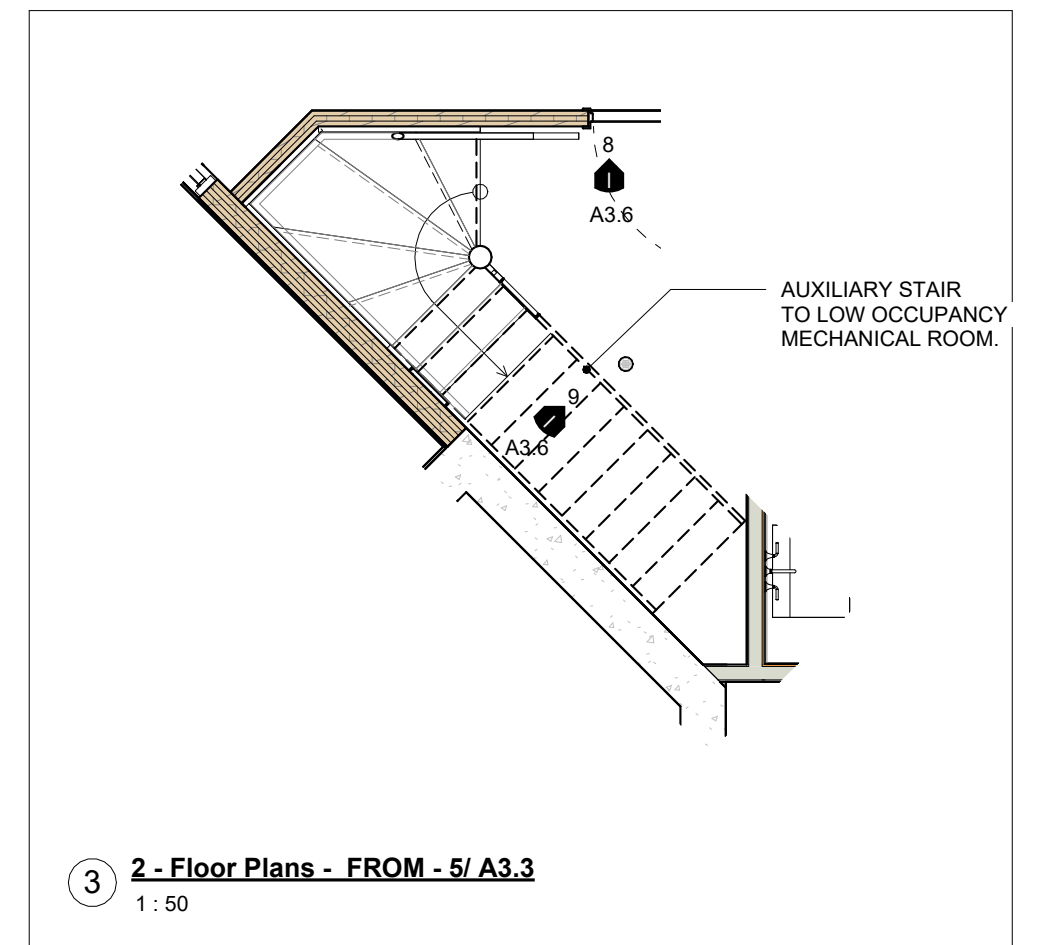 8
A3.6
AUXILIARY STAIR
TO LOW OCCUPANCY
MECHANICAL ROOM.
9
A3.6
3
2 - Floor Plans - FROM - 5/ A3.3
1 : 50